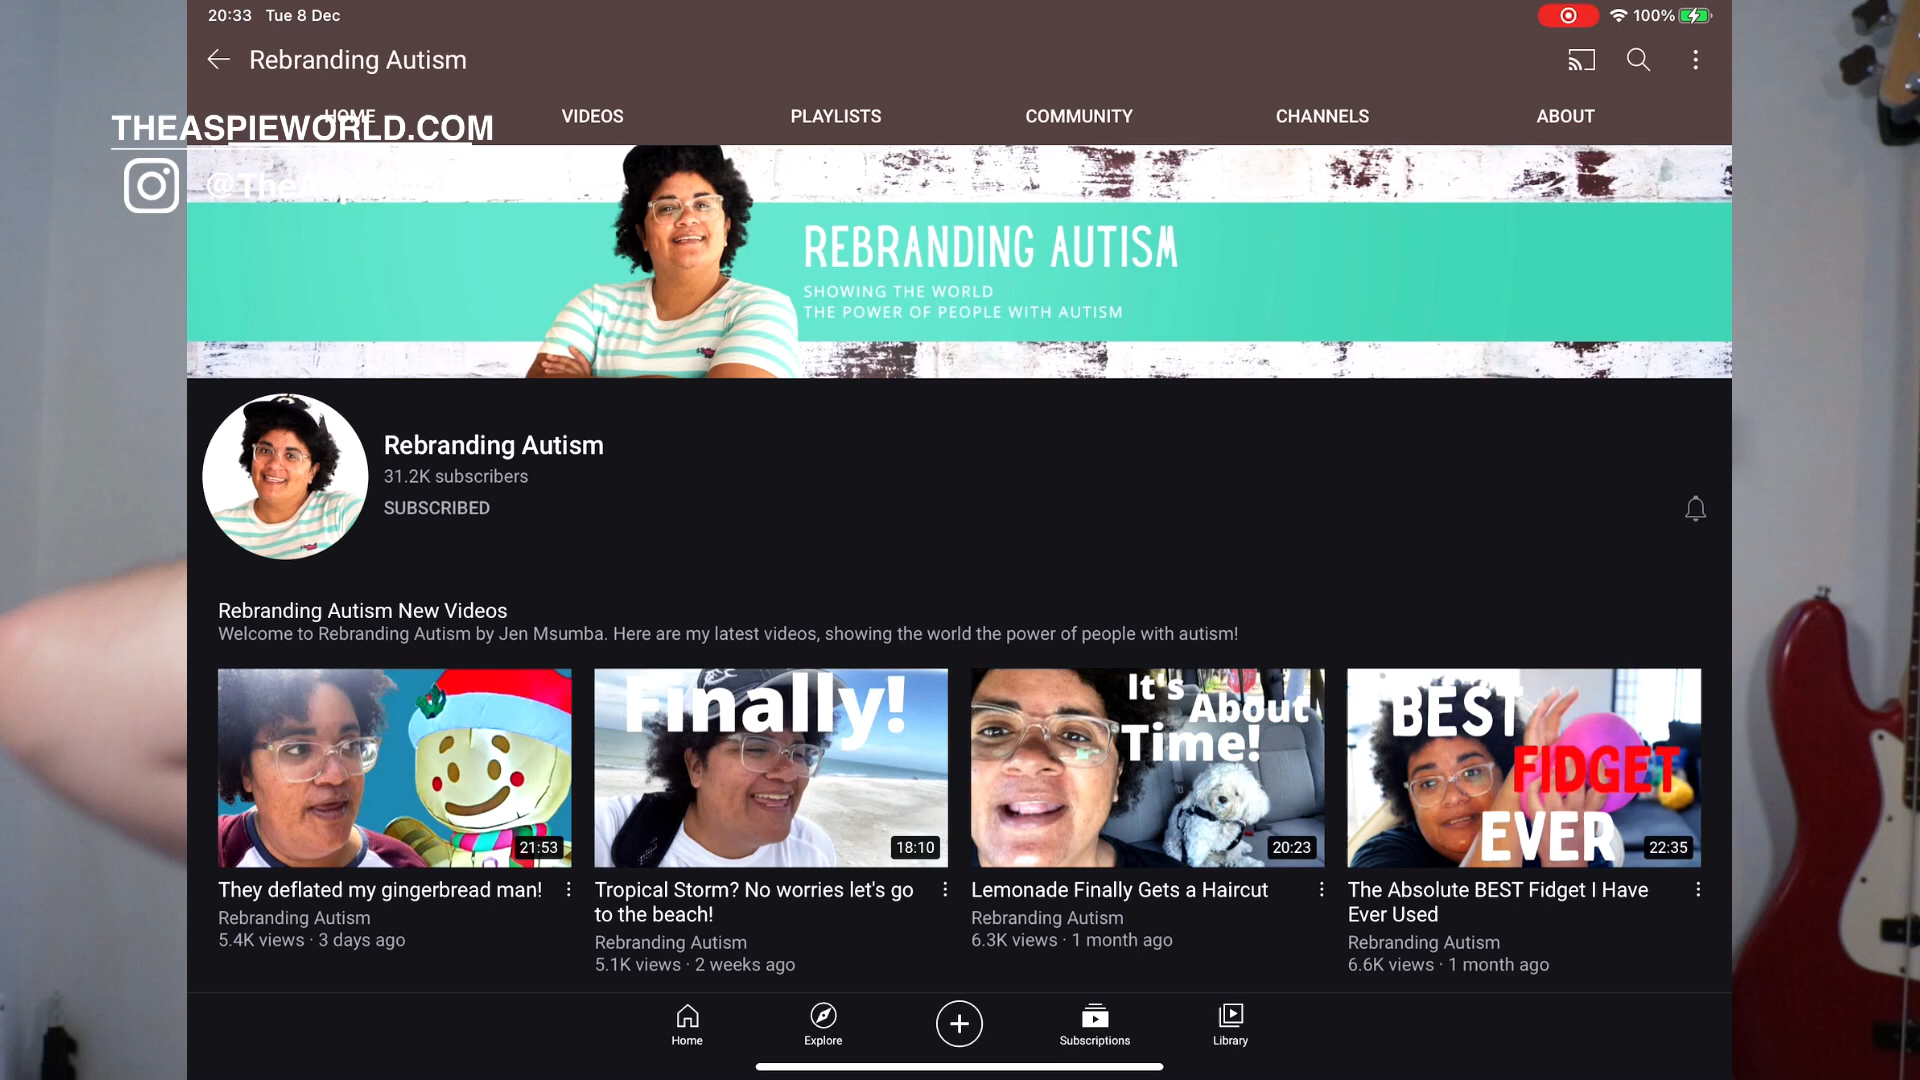 20:33 Tue 8 Dec
100%
Rebranding Autism
HOME VIDEOS PLAYLISTS COMMUNITY CHANNELS ABOUT
THEASPIEWORLD.COM
REBRANDING AUTISM
SHOWING THE WORLD
THE POWER OF PEOPLE WITH AUTISM
Rebranding Autism
31.2K subscribers
SUBSCRIBED
Rebranding Autism New Videos
Welcome to Rebranding Autism by Jen Msumba. Here are my latest videos, showing the world the power of people with autism!
21:53
They deflated my gingerbread man!
Rebranding Autism
5.4K views · 3 days ago
Finally!
18:10
Tropical Storm? No worries let's go
to the beach!
Rebranding Autism
5.1K views · 2 weeks ago
It's
About
Time!
20:23
Lemonade Finally Gets a Haircut
Rebranding Autism
6.3K views · 1 month ago
BEST
FIDGET
EVER
22:35
The Absolute BEST Fidget I Have
Ever Used
Rebranding Autism
6.6K views · 1 month ago
Home Explore Subscriptions Library